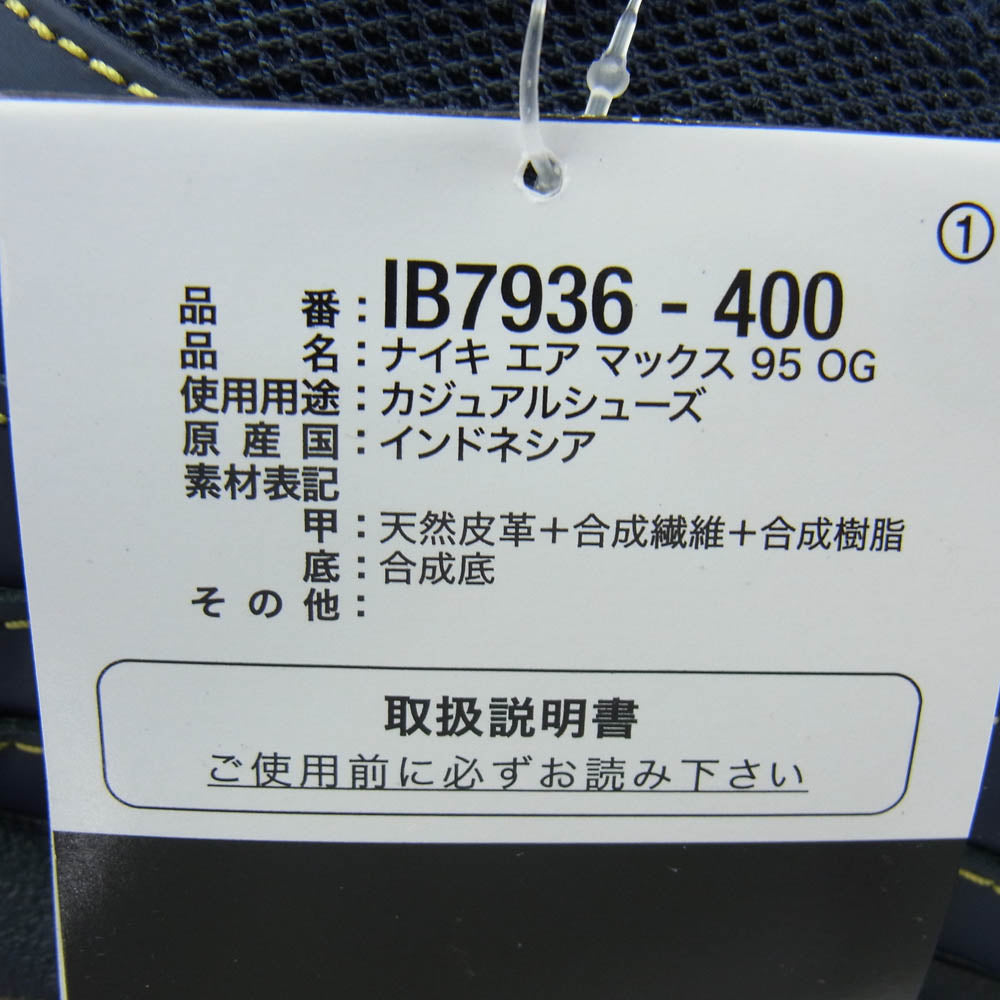 ①
品番：IB7936 - 400
品名：ナイキ エア マックス 95 OG
使用用途：カジュアルシューズ
原産国：インドネシア
素材表記
甲：天然皮革＋合成繊維＋合成樹脂
底：合成底
その他：
取扱説明書
ご使用前に必ずお読み下さい